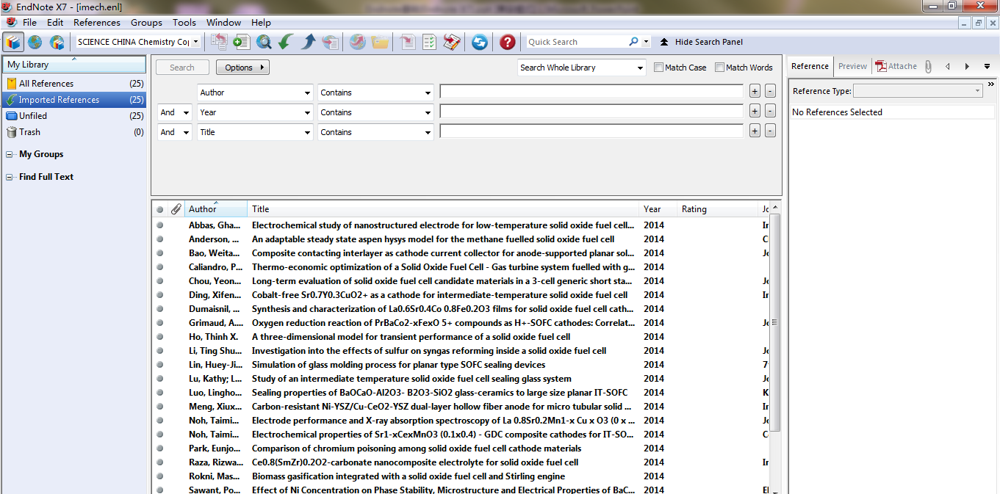 EndNote X7 - [imech.enl]
File Edit References Groups Tools Window Help
SCIENCE CHINA Chemistry Co Quick Search Hide Search Panel
My Library
All References (25)
Imported References (25)
Unfiled (25)
Trash (0)
My Groups
Find Full Text
Search Options Search Whole Library Match Case Match Words
Author Contains + -
And Year Contains + -
And Title Contains + -
Reference Preview Attache
Reference Type:
No References Selected
Author Title Year Rating Jo
Abbas, Gha... Electrochemical study of nanostructured electrode for low-temperature solid oxide fuel cell... 2014 In
Anderson, ... An adaptable steady state aspen hysys model for the methane fuelled solid oxide fuel cell 2014 C
Bao, Weita... Composite contacting interlayer as cathode current collector for anode-supported planar sol... 2014 Jo
Caliandro, P... Thermo-economic optimization of a Solid Oxide Fuel Cell - Gas turbine system fuelled with g... 2014
Chou, Yeon... Long-term evaluation of solid oxide fuel cell candidate materials in a 3-cell generic short sta... 2014 Jo
Ding, Xifen... Cobalt-free Sr0.7Y0.3CuO2+ as a cathode for intermediate-temperature solid oxide fuel cell 2014 In
Dumaisnil, ... Synthesis and characterization of La0.6Sr0.4Co 0.8Fe0.2O3 films for solid oxide fuel cell cath... 2014
Grimaud, A.... Oxygen reduction reaction of PrBaCo2-xFexO 5+ compounds as H+-SOFC cathodes: Correlat... 2014 Jo
Ho, Thinh X. A three-dimensional model for transient performance of a solid oxide fuel cell 2014
Li, Ting Shu... Investigation into the effects of sulfur on syngas reforming inside a solid oxide fuel cell 2014 Jo
Lin, Huey-Ji... Simulation of glass molding process for planar type SOFC sealing devices 2014 7
Lu, Kathy; L... Study of an intermediate temperature solid oxide fuel cell sealing glass system 2014 Jo
Luo, Lingho... Sealing properties of BaOCaO-Al2O3- B2O3-SiO2 glass-ceramics to large size planar IT-SOFC 2014 K
Meng, Xiux... Carbon-resistant Ni-YSZ/Cu-CeO2-YSZ dual-layer hollow fiber anode for micro tubular solid ... 2014 In
Noh, Taimi... Electrode performance and X-ray absorption spectroscopy of La 0.8Sr0.2Mn1-x Cu x O3 (0 x ... 2014 Jo
Noh, Taimi... Electrochemical properties of Sr1-xCexMnO3 (0.1x0.4) - GDC composite cathodes for IT-SO... 2014 C
Park, Eunjo... Comparison of chromium poisoning among solid oxide fuel cell cathode materials 2014
Raza, Rizwa... Ce0.8(SmZr)0.2O2-carbonate nanocomposite electrolyte for solid oxide fuel cell 2014 In
Rokni, Mas... Biomass gasification integrated with a solid oxide fuel cell and Stirling engine 2014
Sawant, Po... Effect of Ni Concentration on Phase Stability, Microstructure and Electrical Properties of BaC... 2014 El